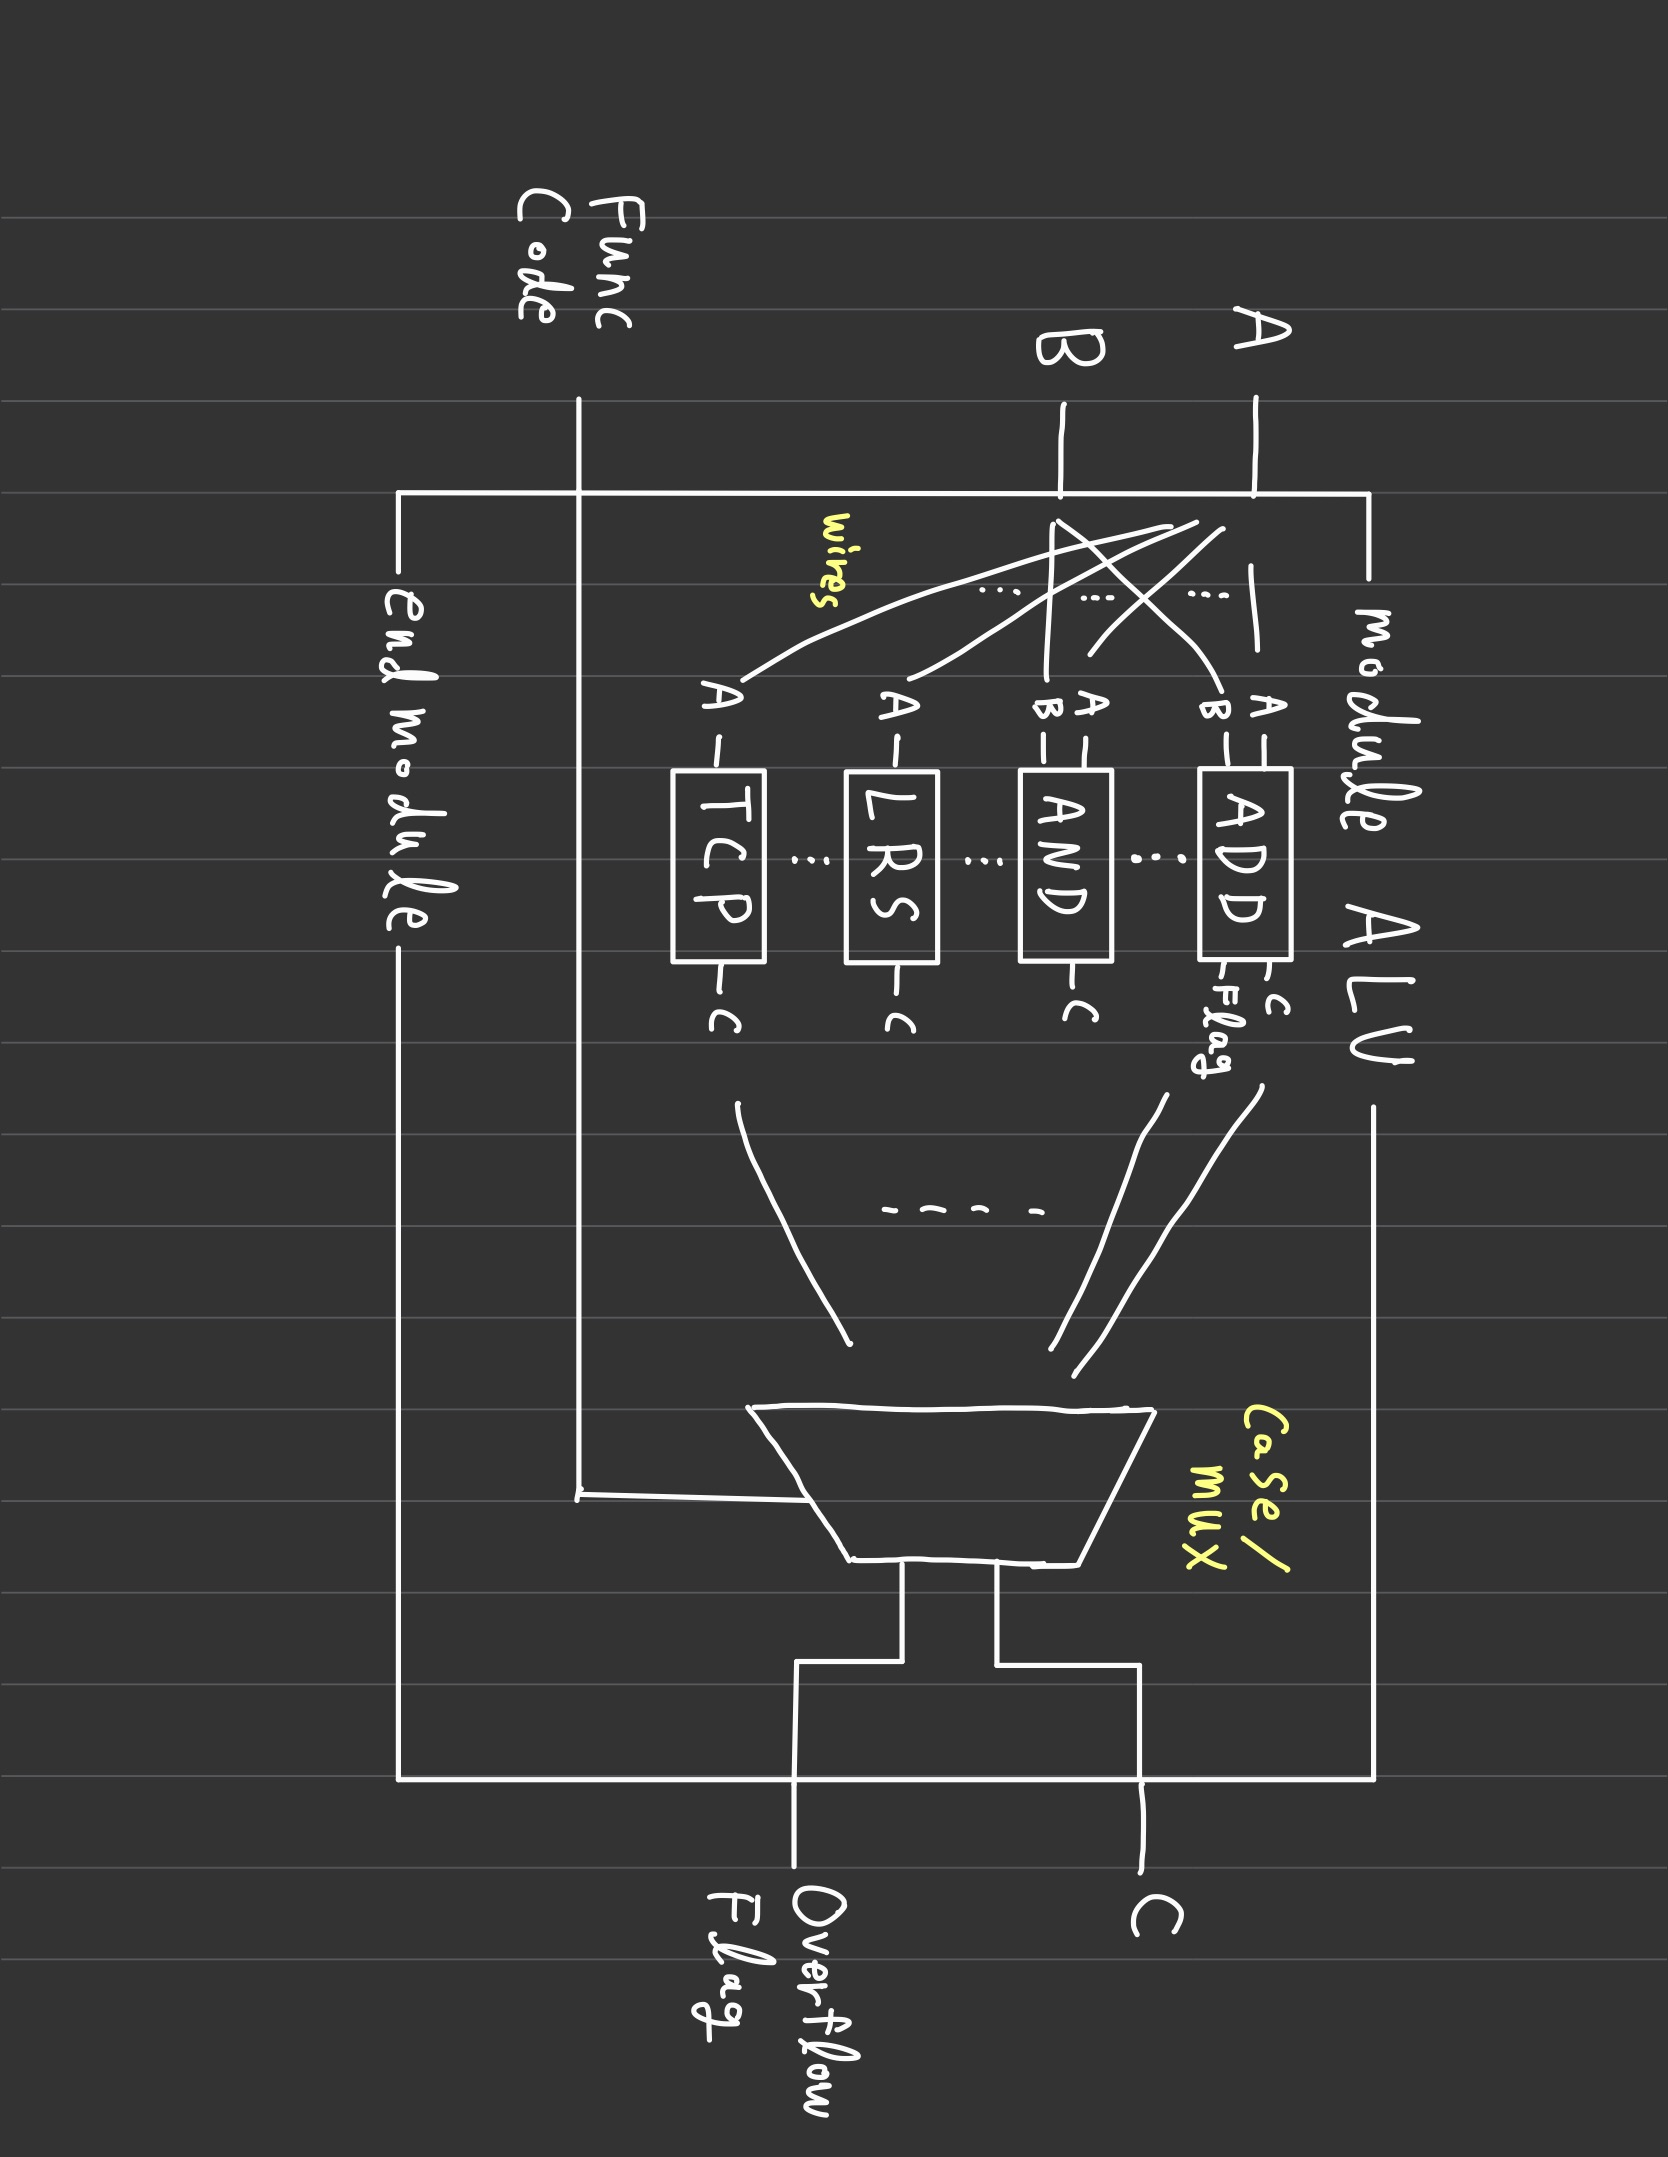 module ALU
A
B
Func
Code
wires
A
B
ADD
C
Flag
A
B
AND
C
A
LRS
C
A
TCP
C
Case/
mux
C
Overflow
Flag
end module